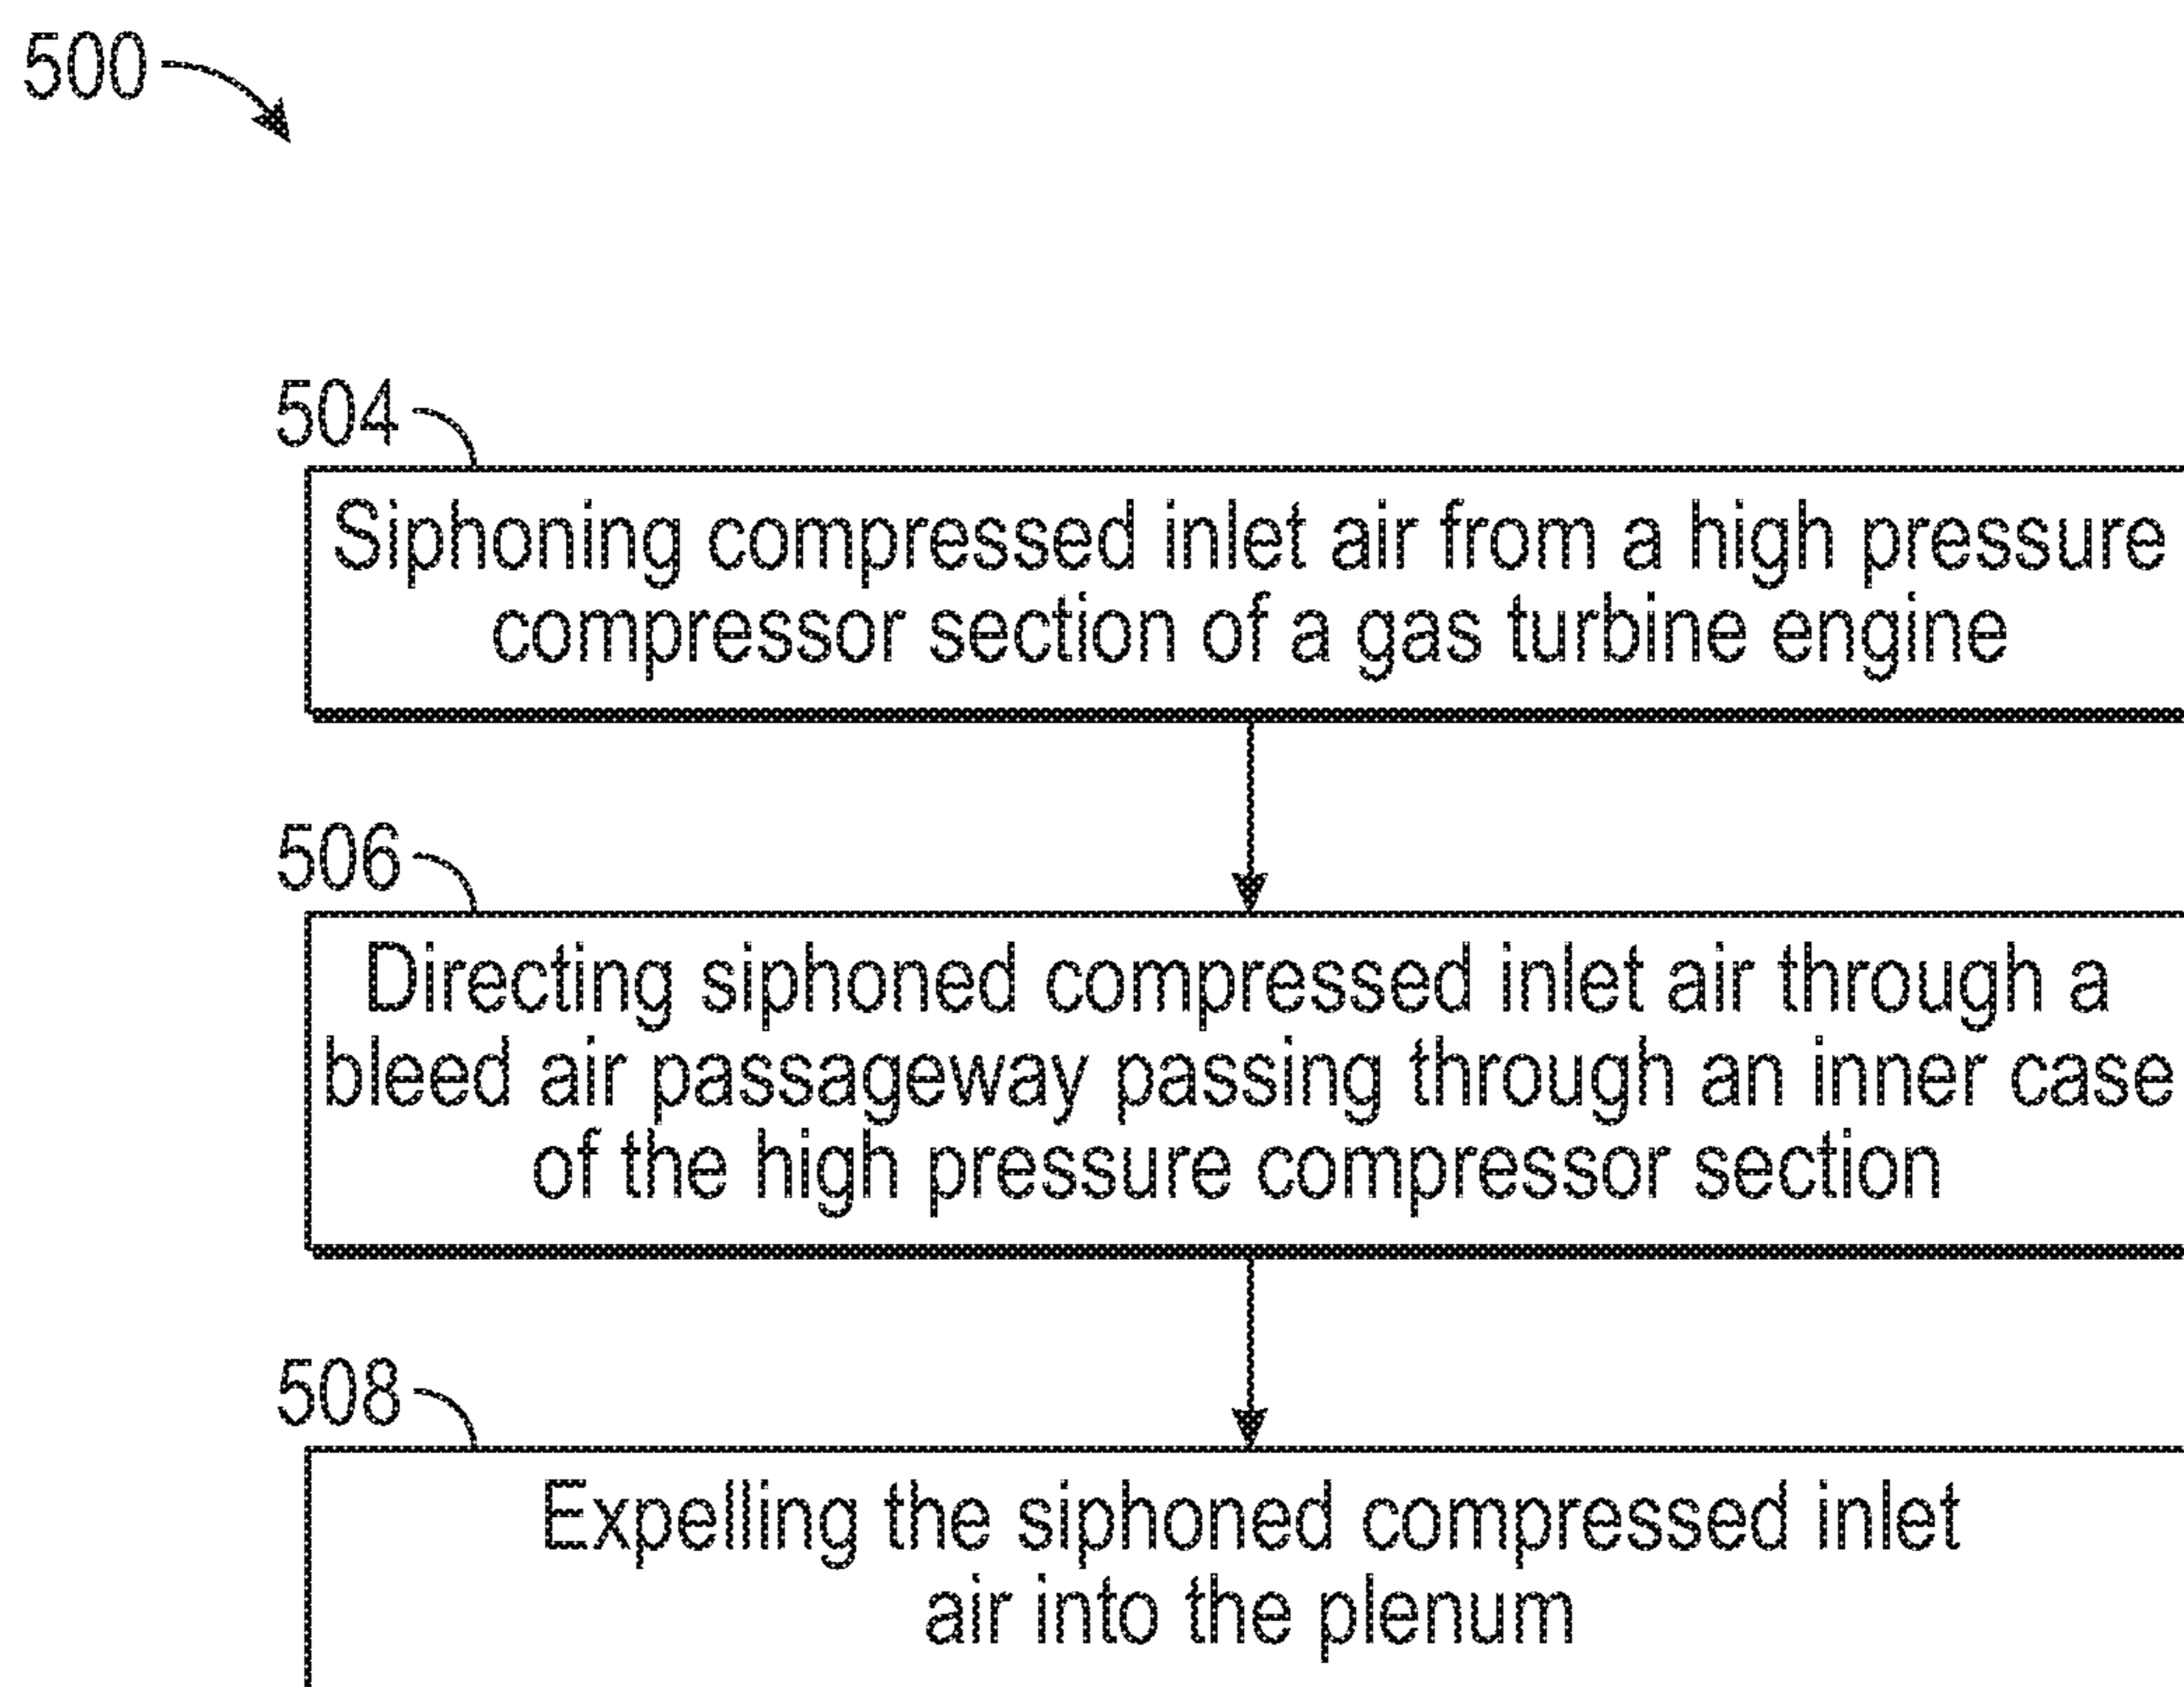 500
504
Siphoning compressed inlet air from a high pressure
compressor section of a gas turbine engine
506
Directing siphoned compressed inlet air through a
bleed air passageway passing through an inner case
of the high pressure compressor section
508
Expelling the siphoned compressed inlet
air into the plenum